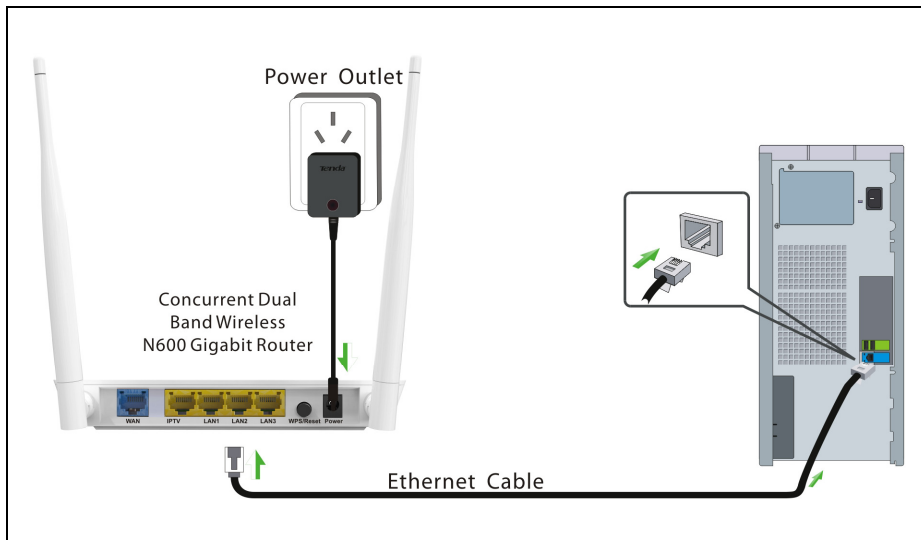 Power Outlet
Tenda
Concurrent Dual
Band Wireless
N600 Gigabit Router
WAN IPTV LAN1 LAN2 LAN3 WPS/Reset Power
Ethernet Cable